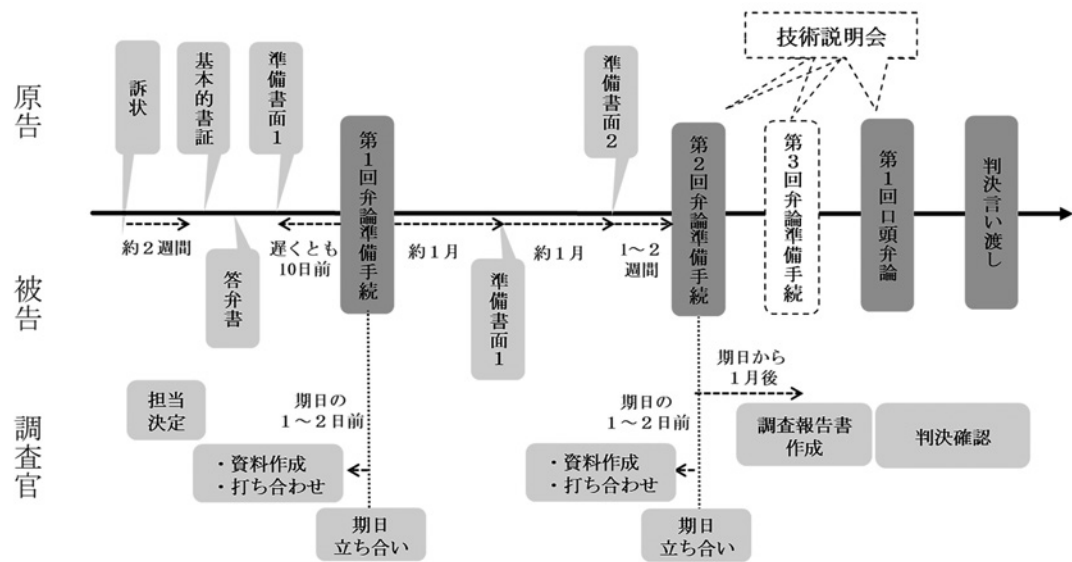 技術説明会
原告
訴状
基本的書証
準備書面1
第1回弁論準備手続
準備書面2
第2回弁論準備手続
第3回弁論準備手続
第1回口頭弁論
判決言い渡し
約2週間
遅くとも
10日前
約1月
約1月
1～2
週間
被告
答弁書
準備書面1
期日から
1月後
調査官
担当
決定
期日の
1～2日前
・資料作成
・打ち合わせ
期日
立ち合い
期日の
1～2日前
・資料作成
・打ち合わせ
期日
立ち合い
調査報告書
作成
判決確認